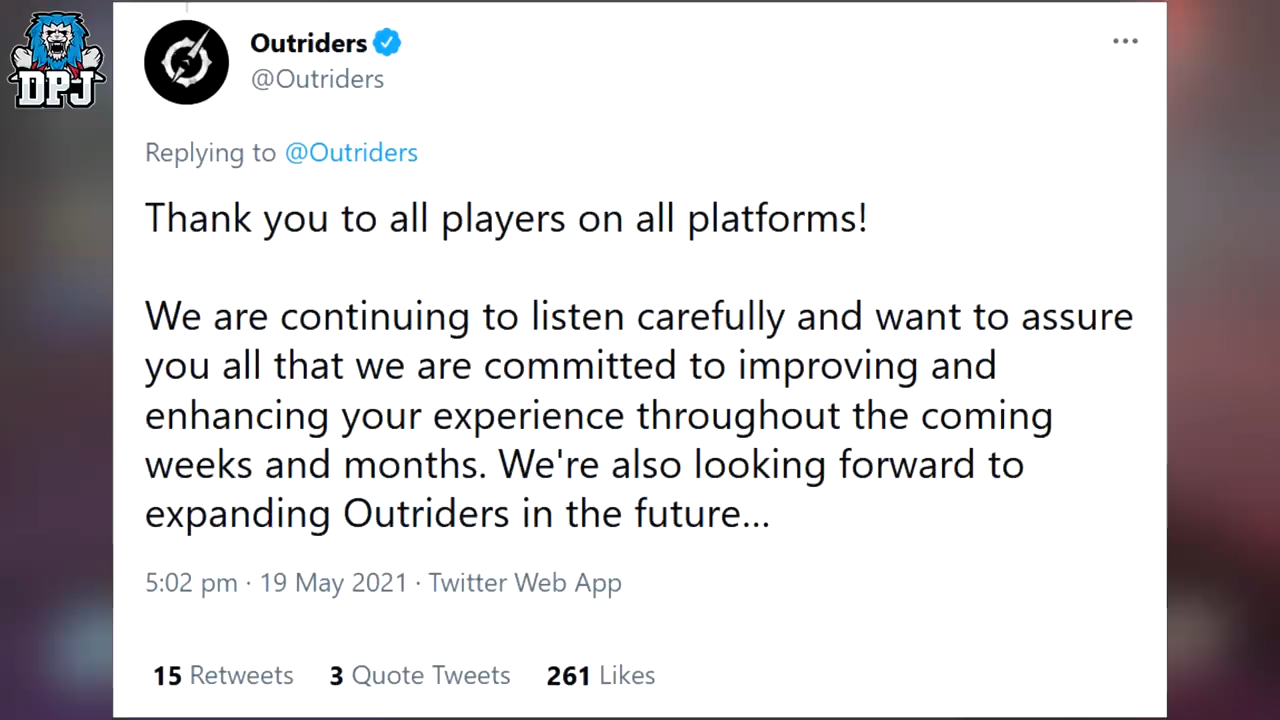 DPJ
Outriders
@Outriders
Replying to @Outriders
Thank you to all players on all platforms!
We are continuing to listen carefully and want to assure
you all that we are committed to improving and
enhancing your experience throughout the coming
weeks and months. We're also looking forward to
expanding Outriders in the future...
5:02 pm · 19 May 2021 · Twitter Web App
15 Retweets 3 Quote Tweets 261 Likes